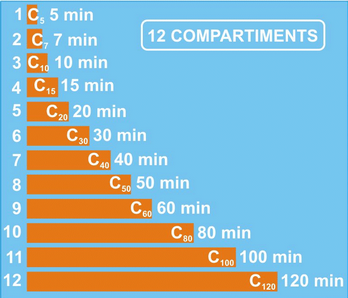 1 C5 5 min
12 COMPARTIMENTS
2 C7 7 min
3 C10 10 min
4 C15 15 min
5 C20 20 min
6 C30 30 min
7 C40 40 min
8 C50 50 min
9 C60 60 min
10 C80 80 min
11 C100 100 min
12 C120 120 min